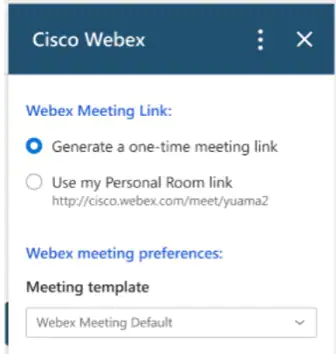 Cisco Webex
Webex Meeting Link:
Generate a one-time meeting link
Use my Personal Room link
http://cisco.webex.com/meet/yuama2
Webex meeting preferences:
Meeting template
Webex Meeting Default